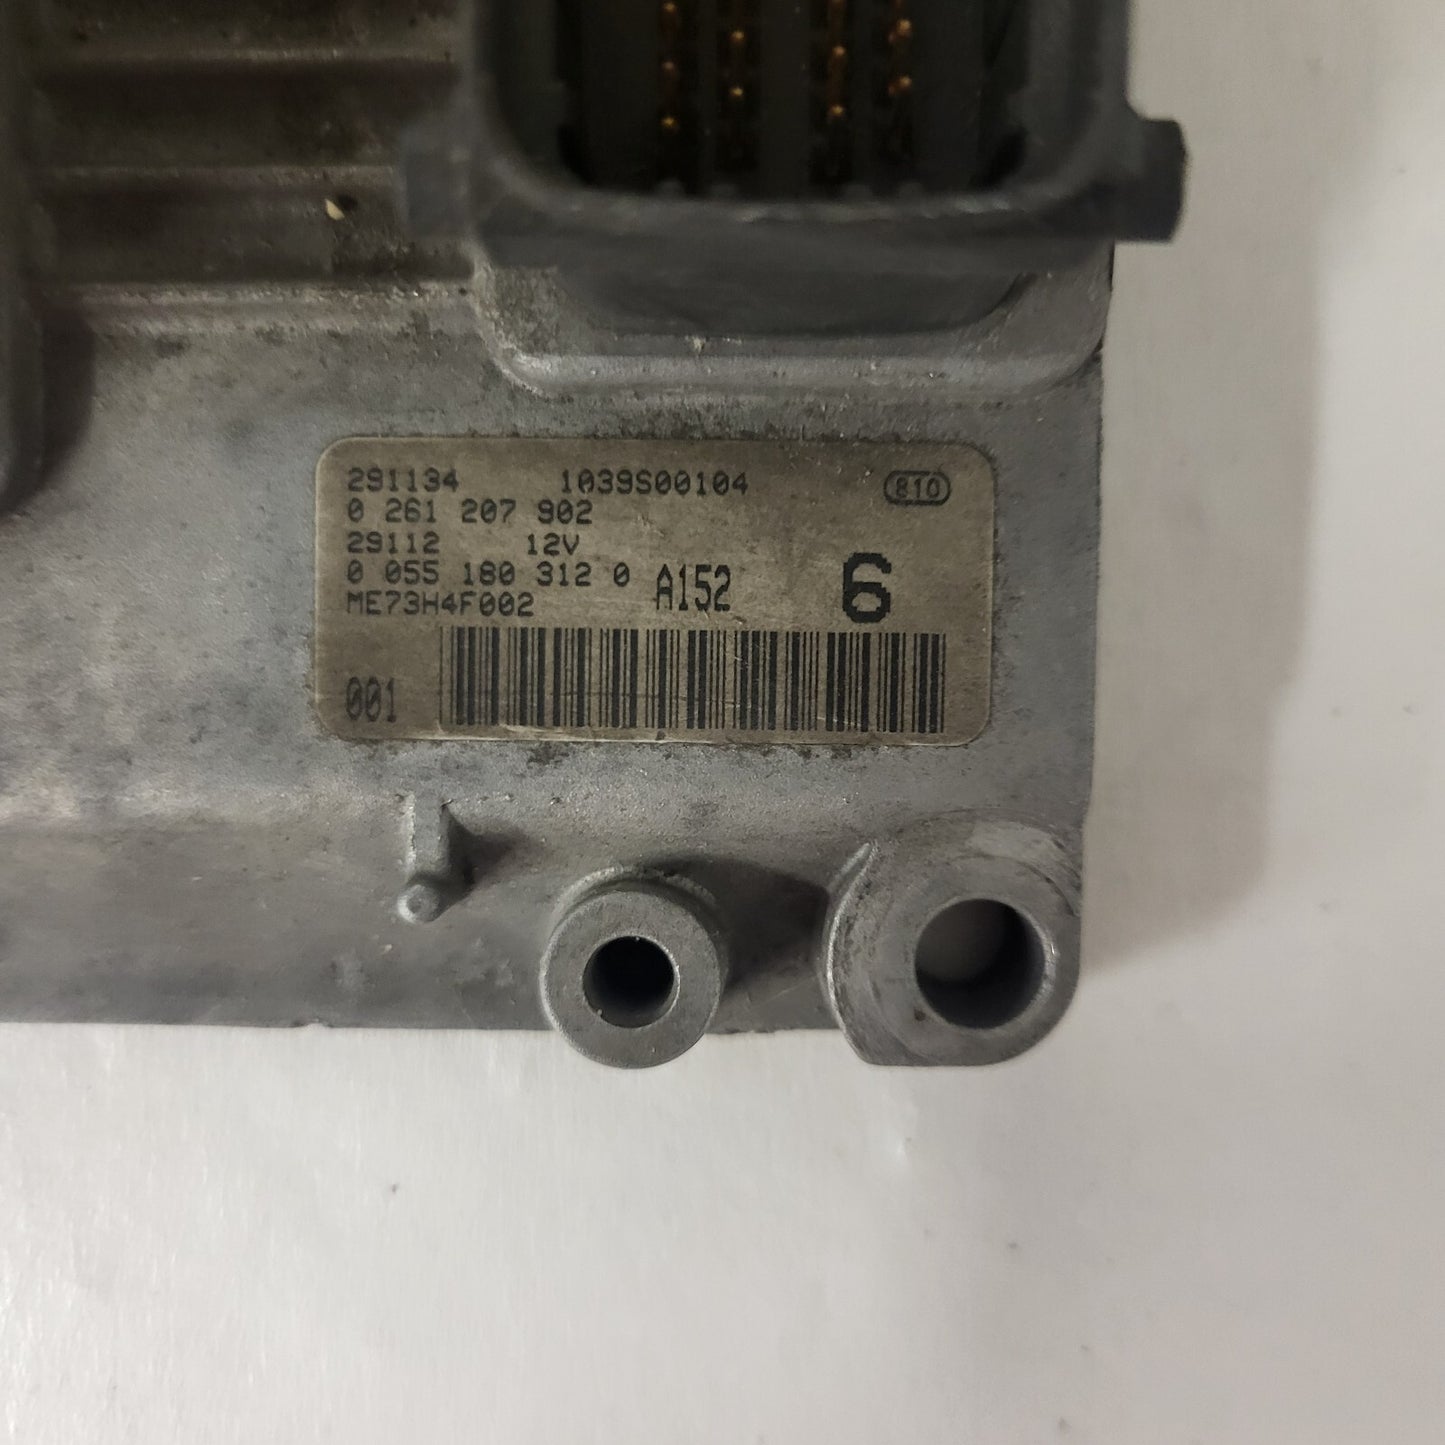 291134 1039S00104 810
0 261 207 902
29112 12V
0 055 180 312 0 A152 6
ME73H4F002
001